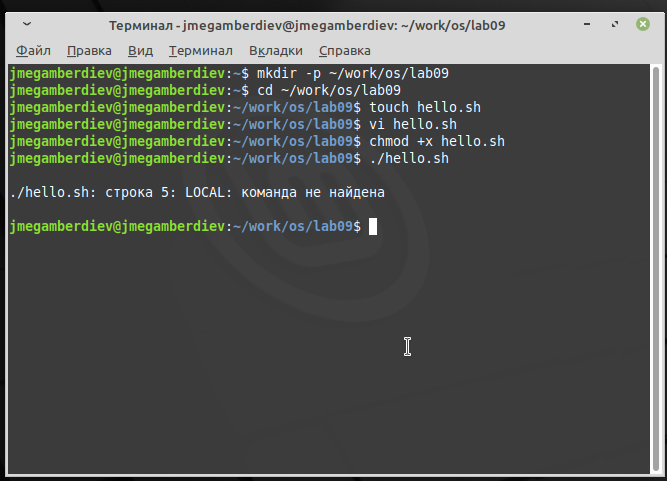 Терминал - jmegamberdiev@jmegamberdiev: ~/work/os/lab09
Файл Правка Вид Терминал Вкладки Справка
jmegamberdiev@jmegamberdiev:~$ mkdir -p ~/work/os/lab09
jmegamberdiev@jmegamberdiev:~$ cd ~/work/os/lab09
jmegamberdiev@jmegamberdiev:~/work/os/lab09$ touch hello.sh
jmegamberdiev@jmegamberdiev:~/work/os/lab09$ vi hello.sh
jmegamberdiev@jmegamberdiev:~/work/os/lab09$ chmod +x hello.sh
jmegamberdiev@jmegamberdiev:~/work/os/lab09$ ./hello.sh
./hello.sh: строка 5: LOCAL: команда не найдена
jmegamberdiev@jmegamberdiev:~/work/os/lab09$